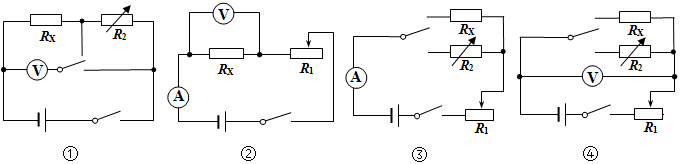 Rx R2
V
①
V
Rx R1
A
②
Rx
R2
A
R1
③
Rx
R2
V
R1
④